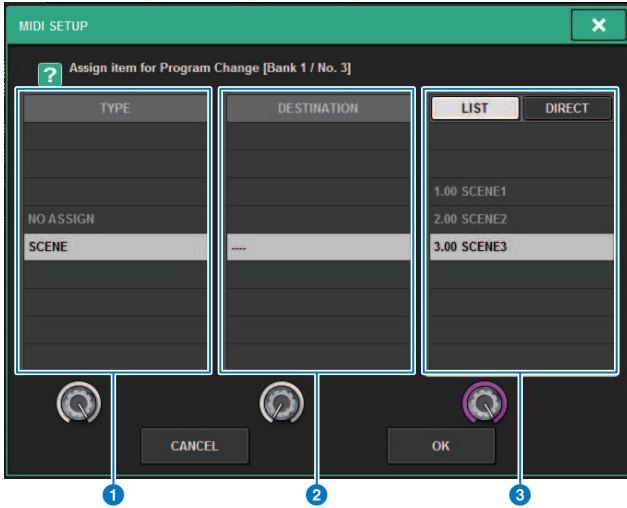 MIDI SETUP
?
Assign item for Program Change [Bank 1 / No. 3]
TYPE
DESTINATION
LIST DIRECT
1.00 SCENE1
NO ASSIGN
2.00 SCENE2
SCENE
----
3.00 SCENE3
CANCEL
OK
1
2
3